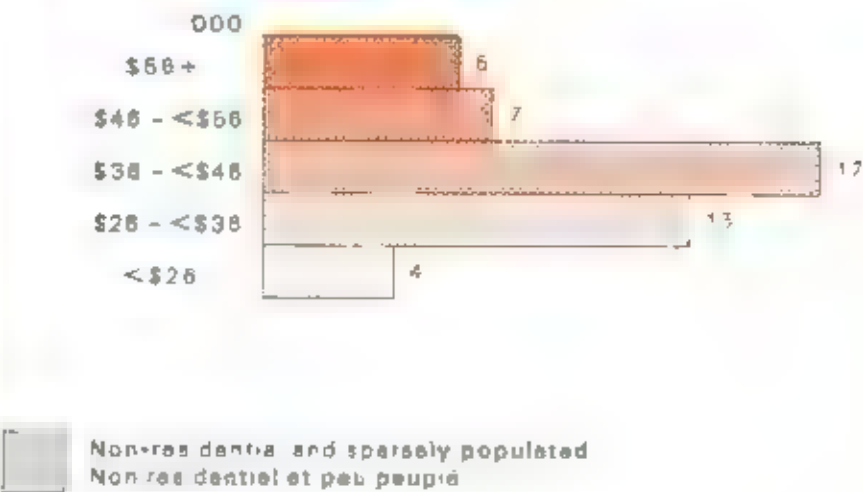 000
$56+ 6
$46 - <$56 7
$36 - <$46 17
$26 - <$36 13
<$26 4
Non-residential and sparsely populated
Non résidentiel et peu peuplé